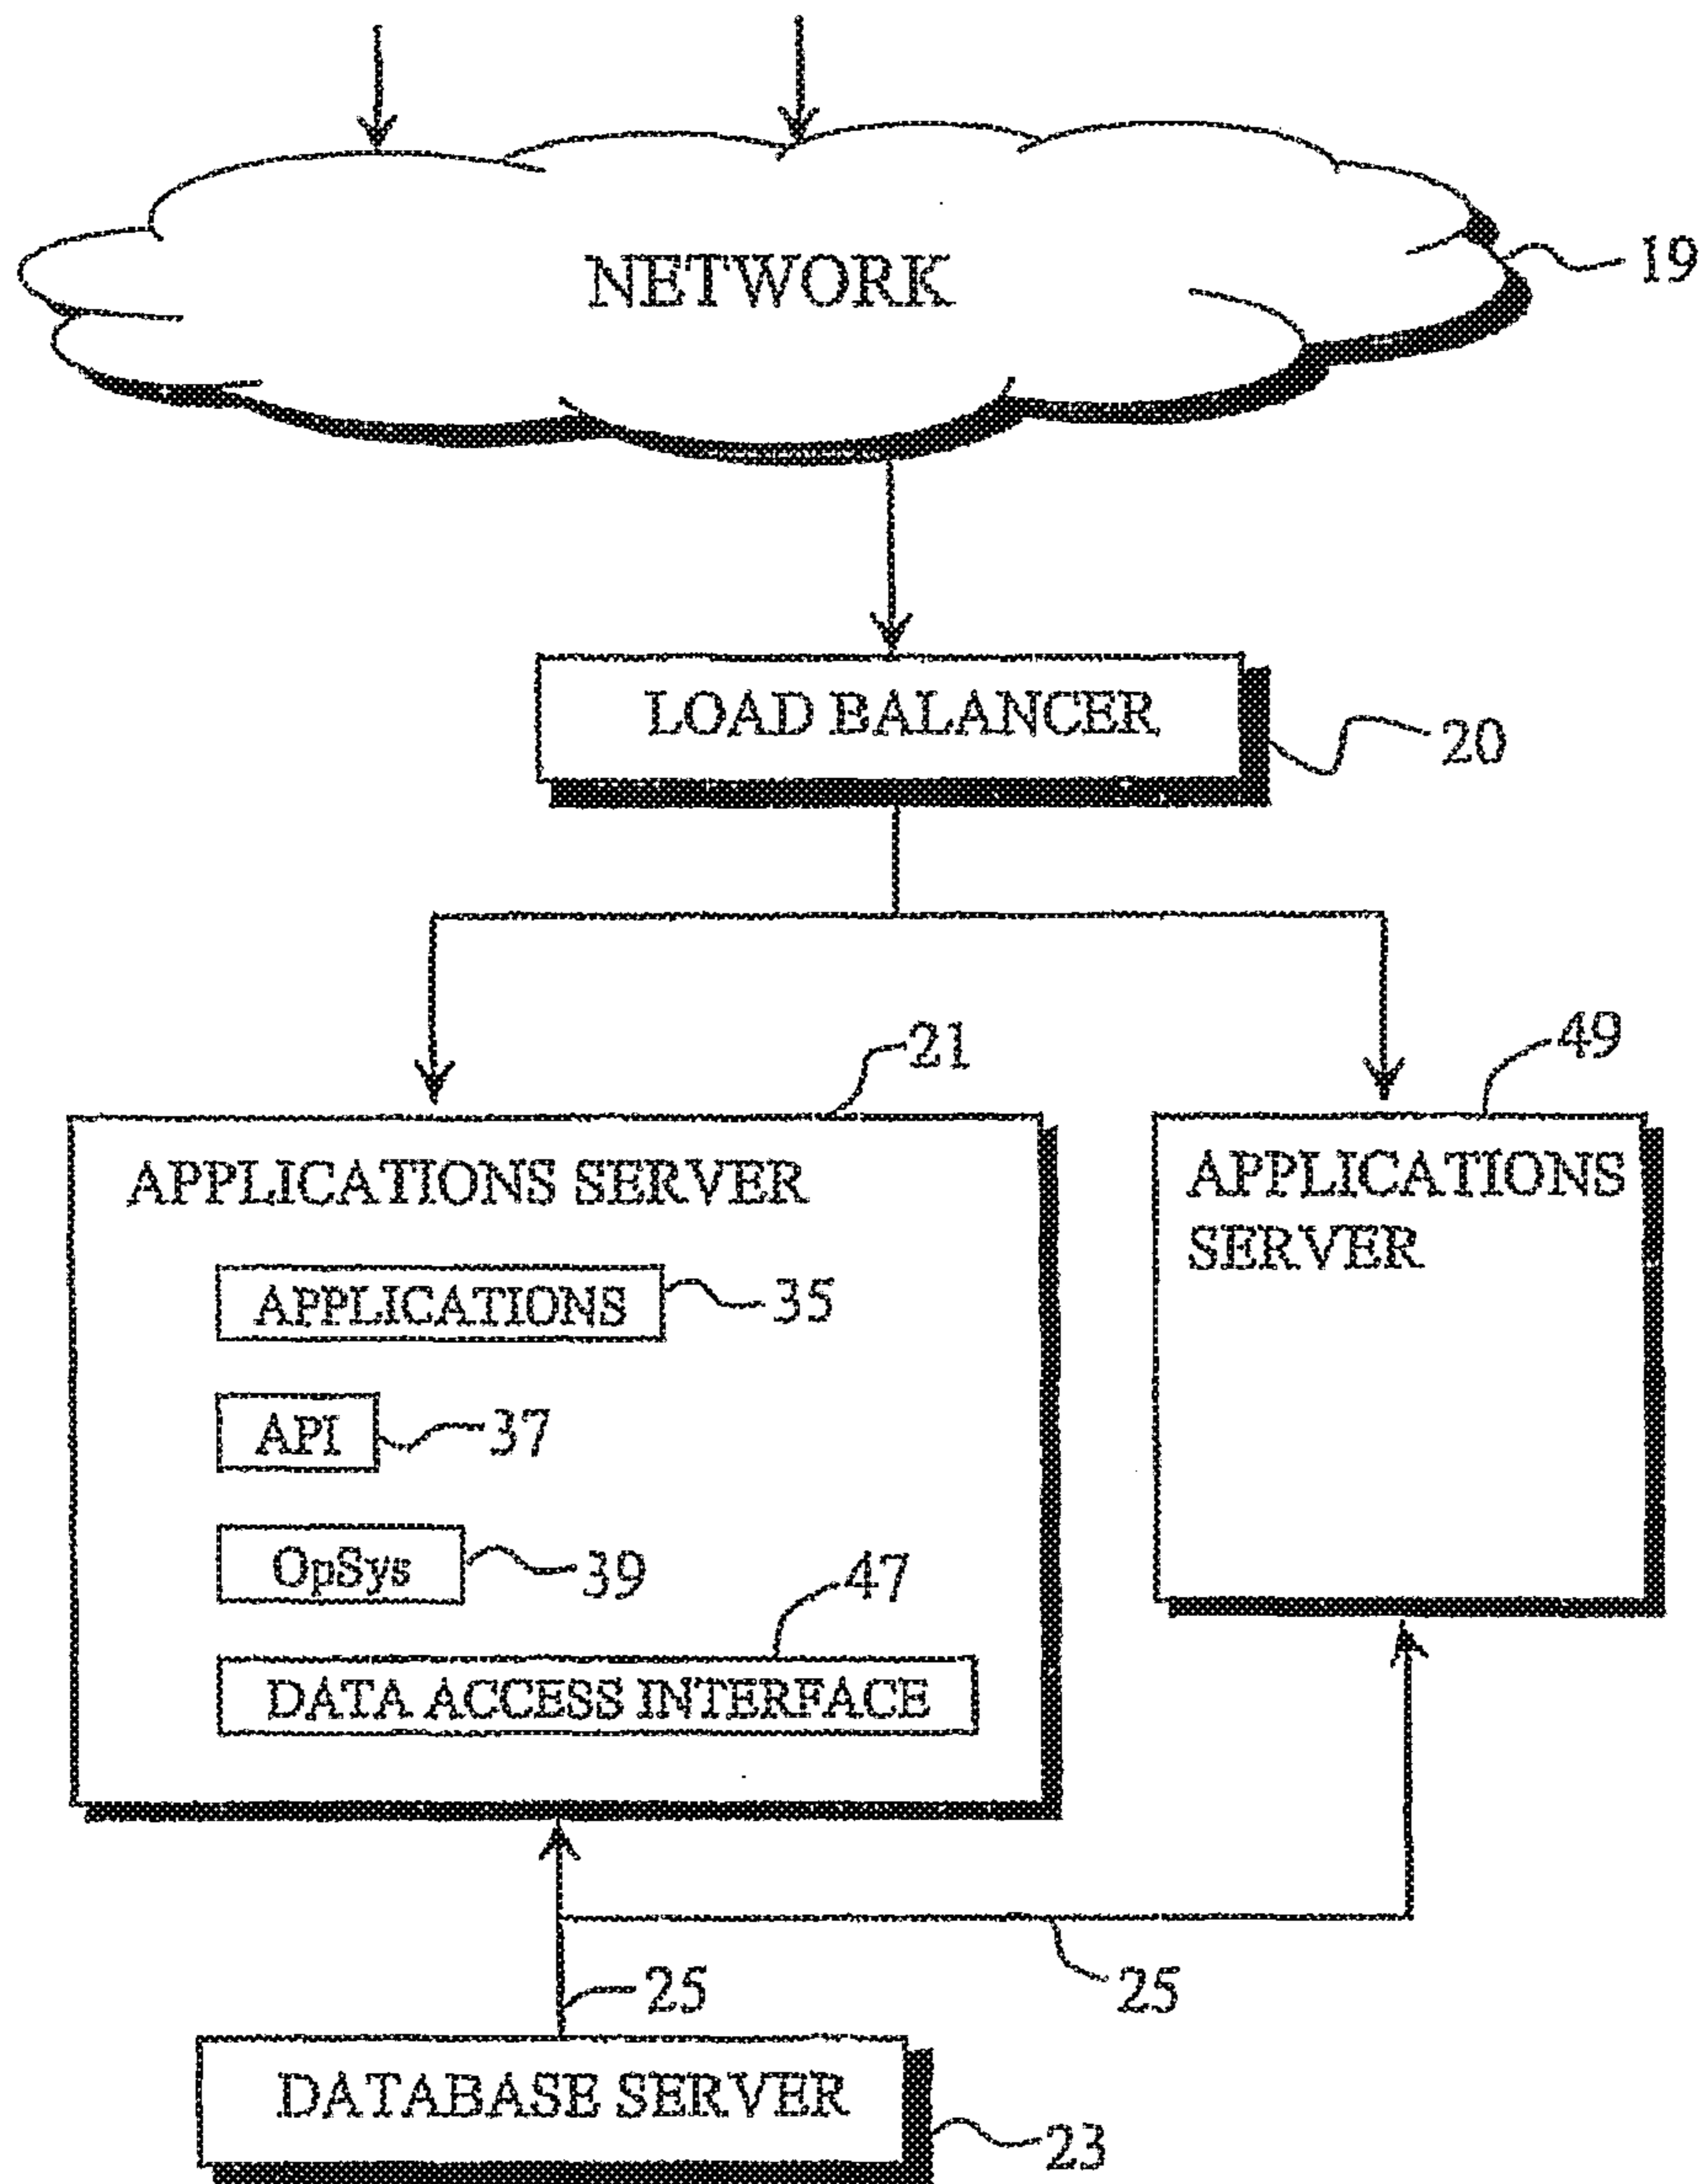 NETWORK
19
LOAD BALANCER
20
21
49
APPLICATIONS SERVER
APPLICATIONS
SERVER
APPLICATIONS
35
API
37
OpSys
39
47
DATA ACCESS INTERFACE
25
25
DATABASE SERVER
23